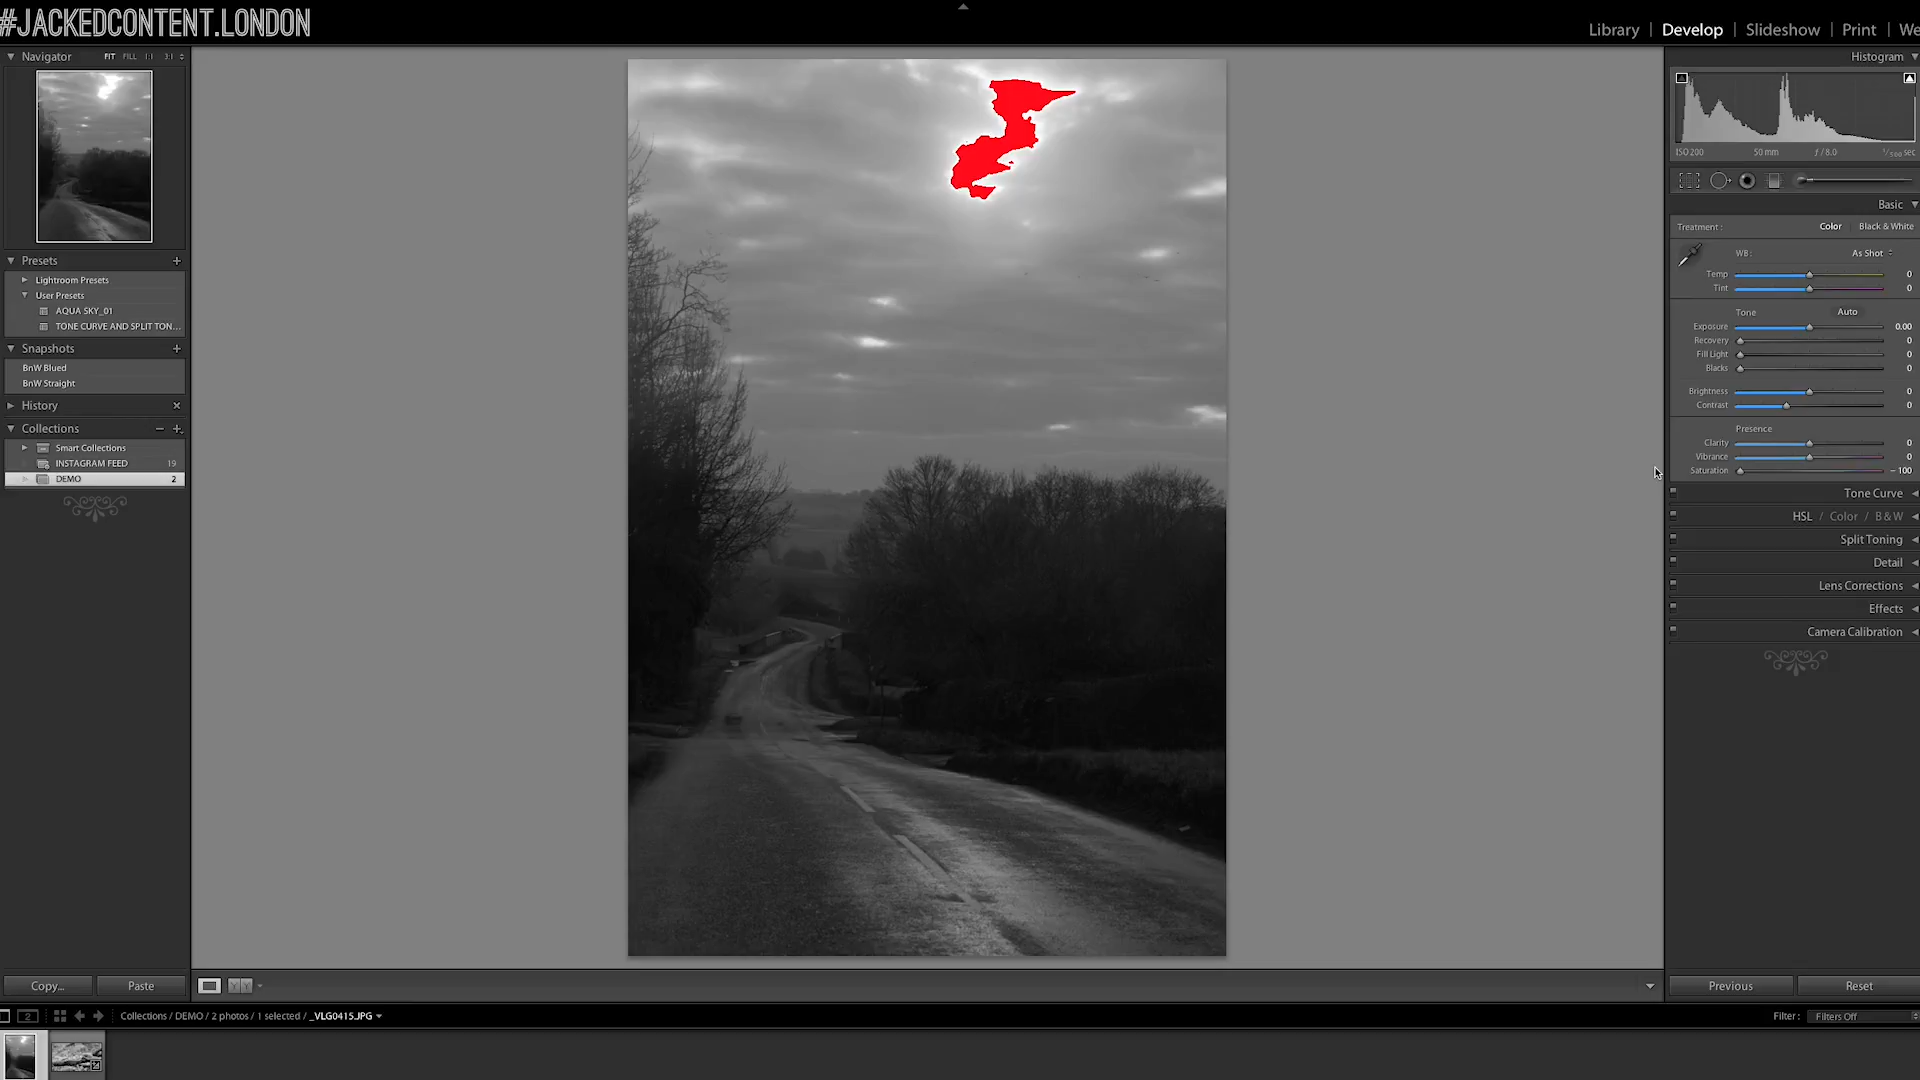 #JACKEDCONTENT.LONDON
Library | Develop | Slideshow | Print | We
Navigator FIT FILL 1:1 3:1
Presets +
Lightroom Presets
User Presets
AQUA SKY_01
TONE CURVE AND SPLIT TON...
Snapshots +
BnW Blued
BnW Straight
History ×
Collections − +
Smart Collections
INSTAGRAM FEED 19
DEMO 2
Copy... Paste
Histogram
ISO 200 50 mm ƒ / 8.0 1/500 sec
Basic
Treatment : Color Black & White
WB : As Shot
Temp 0
Tint 0
Tone Auto
Exposure 0.00
Recovery 0
Fill Light 0
Blacks 0
Brightness 0
Contrast 0
Presence
Clarity 0
Vibrance 0
Saturation − 100
Tone Curve
HSL / Color / B & W
Split Toning
Detail
Lens Corrections
Effects
Camera Calibration
Previous Reset
2 Collections / DEMO / 2 photos / 1 selected / _VLG0415.JPG
Filter : Filters Off